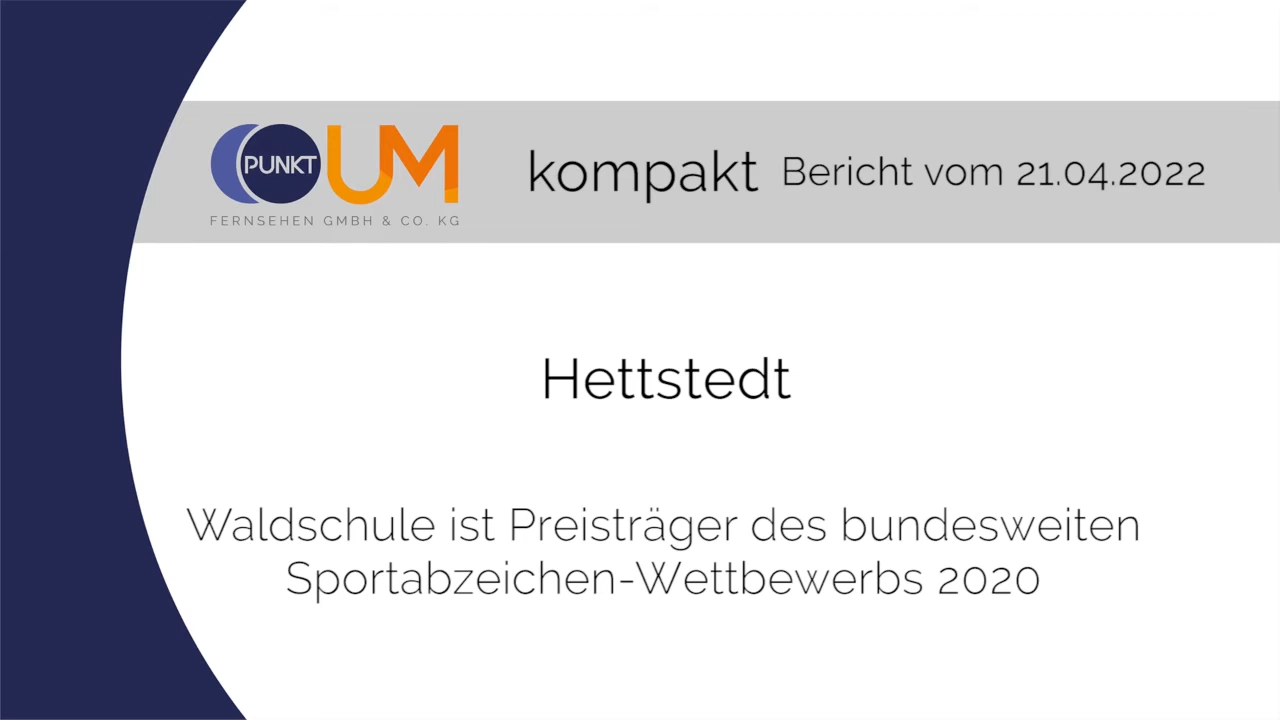 PUNKT UM
FERNSEHEN GMBH & CO. KG
kompakt Bericht vom 21.04.2022
Hettstedt
Waldschule ist Preisträger des bundesweiten
Sportabzeichen-Wettbewerbs 2020